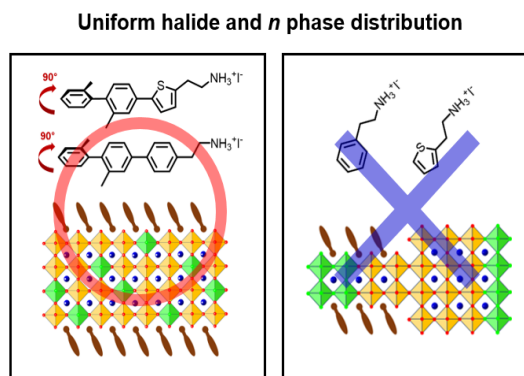 Uniform halide and n phase distribution
90°
S
NH₃⁺I⁻
90°
NH₃⁺I⁻
NH₃⁺I⁻
S
NH₃⁺I⁻